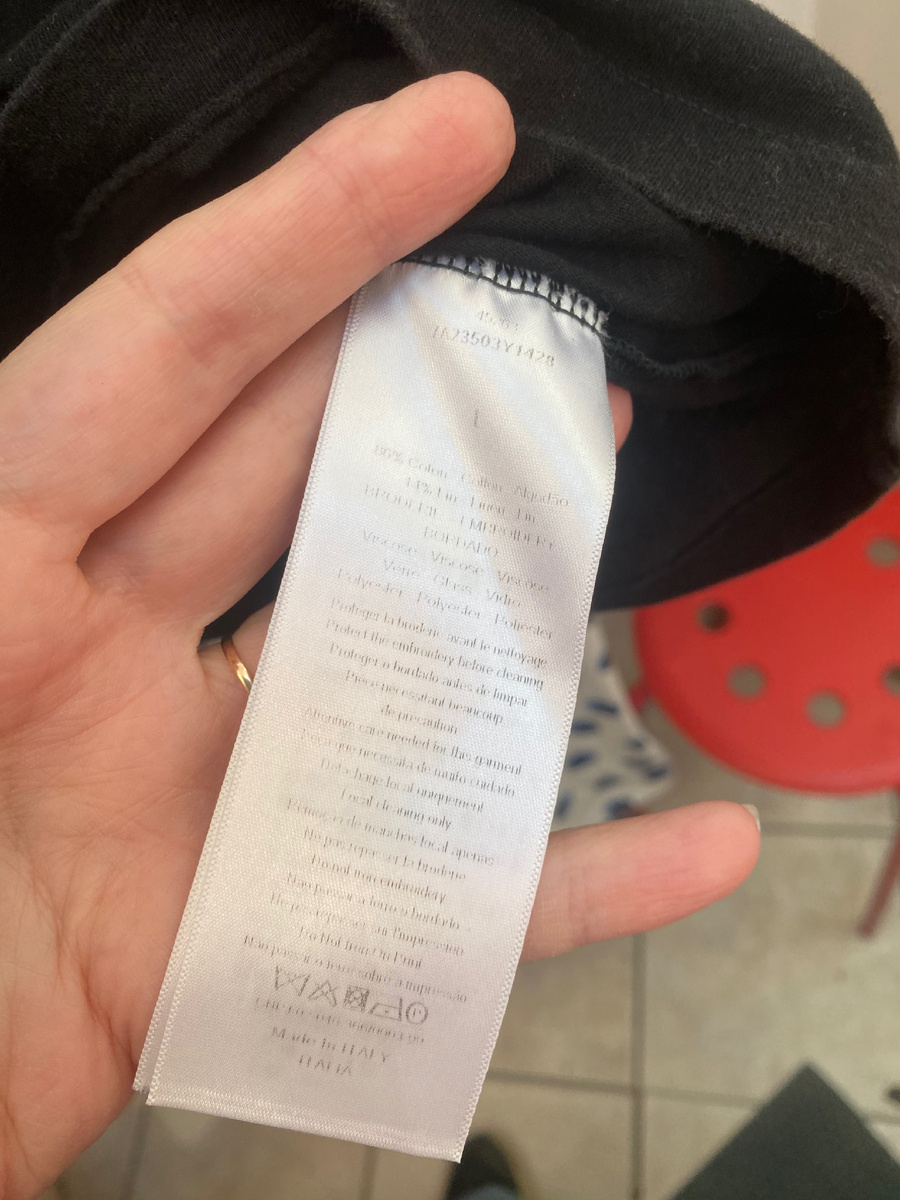 7A23503Y1428
L
86% Coton - Cotton - Algodão
14% Lin - Linen - Lin
BRODERIE - EMBROIDERY
BORDADO
Viscose - Viscose - Viscose
Verre - Glass - Vidro
Polyester - Polyester - Poliéster
Protéger la broderie avant le nettoyage
Protect the embroidery before cleaning
Proteger o bordado antes de limpar
Pièce nécessitant beaucoup
de précaution
Attentive care needed for this garment
Peça que necessita de muito cuidado
Détachage local uniquement
Local cleaning only
Remoção de manchas local apenas
No pas repasser la broderie
Do not iron embroidery
Não passar a ferro o bordado
Ne pas repasser sur l'impression
Do Not Iron On Print
Não passar o ferro sobre a impressão
Made In ITALY
ITALIA